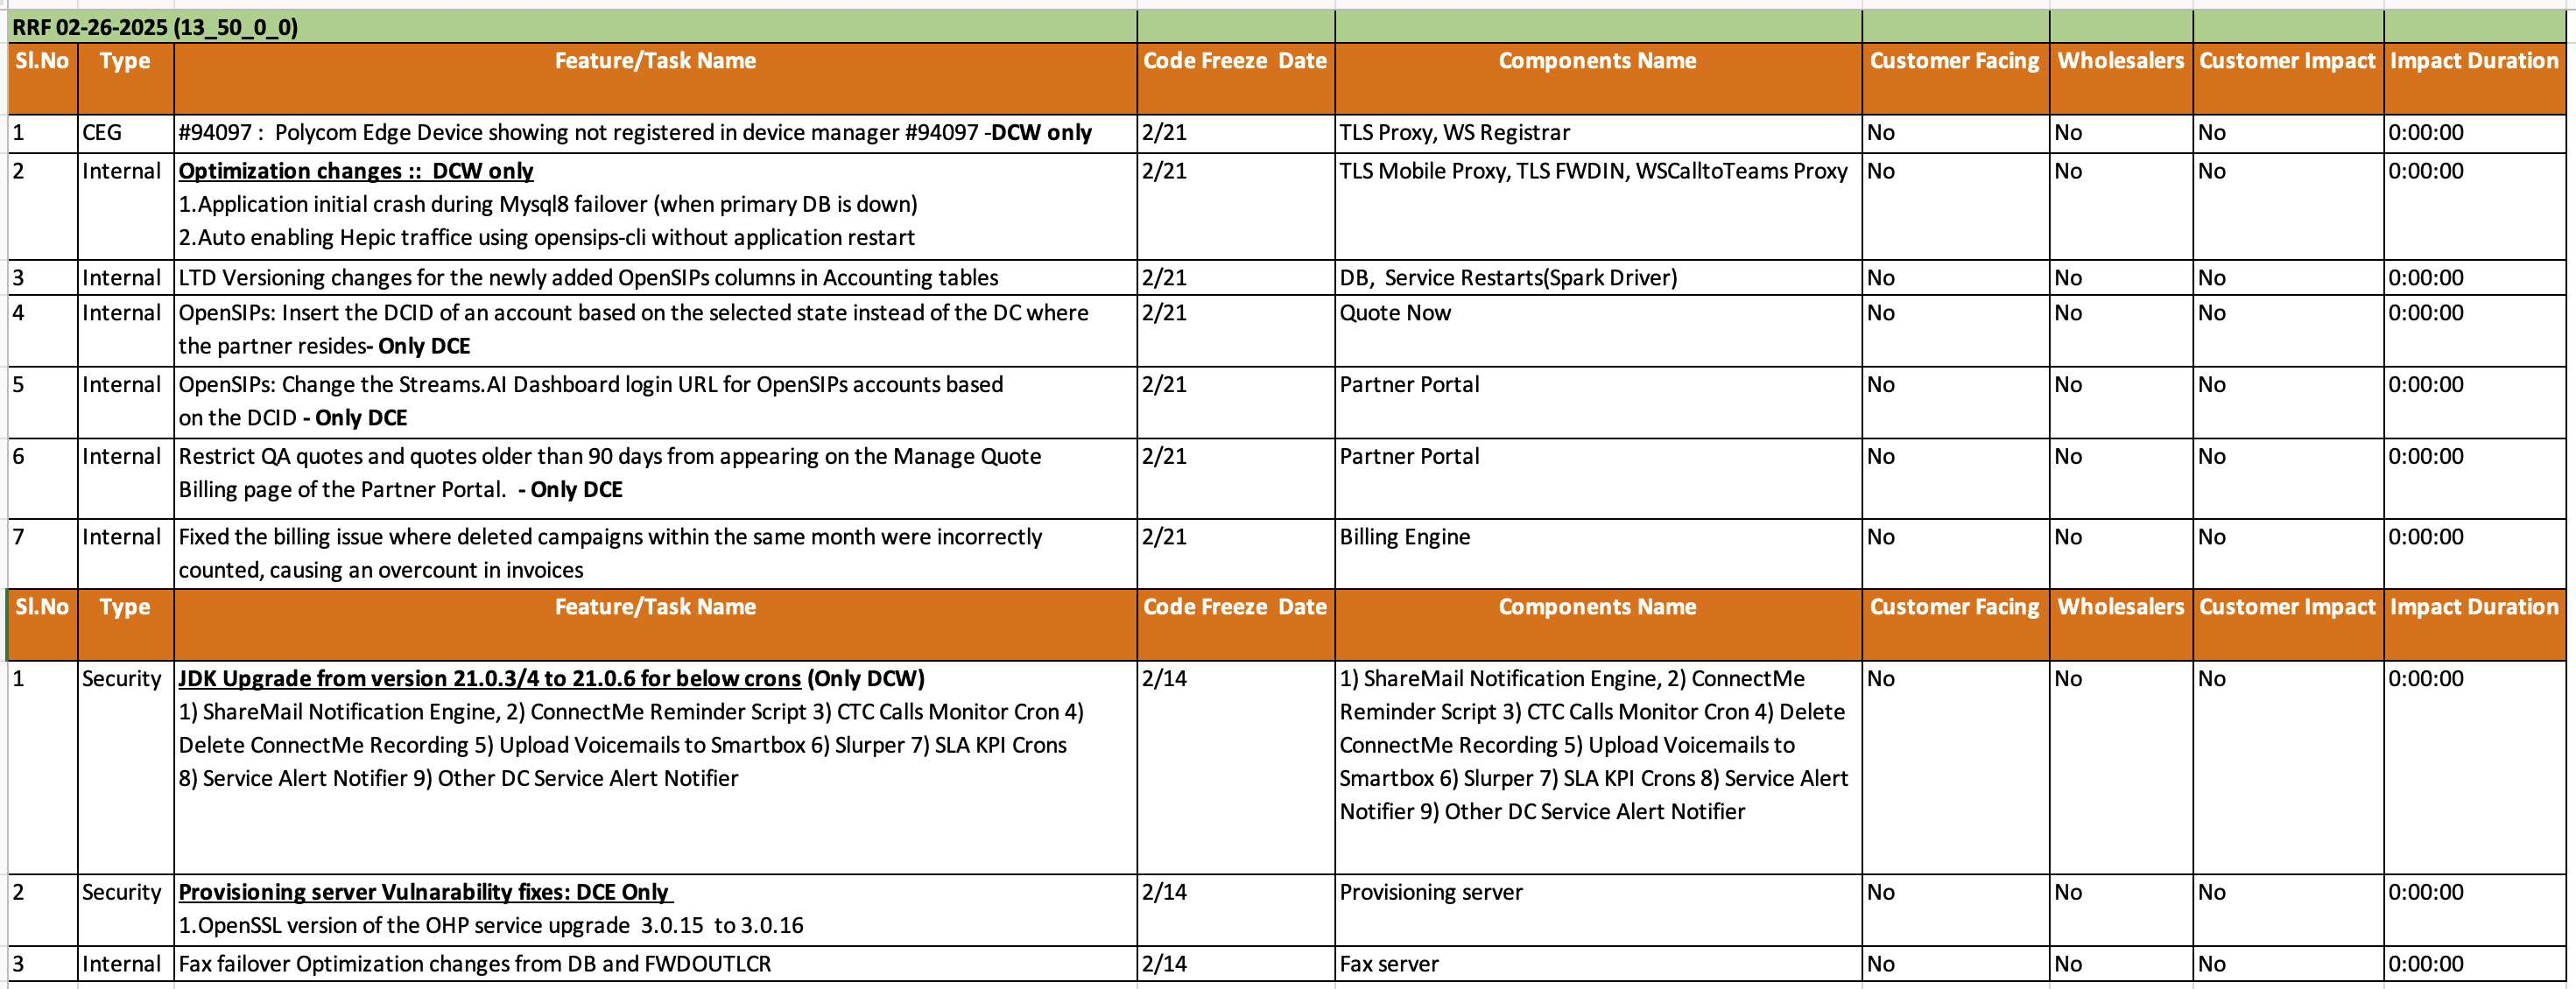 RRF 02-26-2025 (13_50_0_0)
Sl.No Type Feature/Task Name Code Freeze  Date Components Name Customer Facing Wholesalers Customer Impact Impact Duration
1 CEG #94097 :  Polycom Edge Device showing not registered in device manager #94097 -DCW only 2/21 TLS Proxy, WS Registrar No No No 0:00:00
2 Internal Optimization changes ::  DCW only 2/21 TLS Mobile Proxy, TLS FWDIN, WSCalltoTeams Proxy No No No 0:00:00
1.Application initial crash during Mysql8 failover (when primary DB is down)
2.Auto enabling Hepic traffice using opensips-cli without application restart
3 Internal LTD Versioning changes for the newly added OpenSIPs columns in Accounting tables 2/21 DB,  Service Restarts(Spark Driver) No No No 0:00:00
4 Internal OpenSIPs: Insert the DCID of an account based on the selected state instead of the DC where 2/21 Quote Now No No No 0:00:00
the partner resides- Only DCE
5 Internal OpenSIPs: Change the Streams.AI Dashboard login URL for OpenSIPs accounts based 2/21 Partner Portal No No No 0:00:00
on the DCID - Only DCE
6 Internal Restrict QA quotes and quotes older than 90 days from appearing on the Manage Quote 2/21 Partner Portal No No No 0:00:00
Billing page of the Partner Portal.  - Only DCE
7 Internal Fixed the billing issue where deleted campaigns within the same month were incorrectly 2/21 Billing Engine No No No 0:00:00
counted, causing an overcount in invoices
Sl.No Type Feature/Task Name Code Freeze  Date Components Name Customer Facing Wholesalers Customer Impact Impact Duration
1 Security JDK Upgrade from version 21.0.3/4 to 21.0.6 for below crons (Only DCW) 2/14 1) ShareMail Notification Engine, 2) ConnectMe No No No 0:00:00
1) ShareMail Notification Engine, 2) ConnectMe Reminder Script 3) CTC Calls Monitor Cron 4) Reminder Script 3) CTC Calls Monitor Cron 4) Delete
Delete ConnectMe Recording 5) Upload Voicemails to Smartbox 6) Slurper 7) SLA KPI Crons ConnectMe Recording 5) Upload Voicemails to
8) Service Alert Notifier 9) Other DC Service Alert Notifier Smartbox 6) Slurper 7) SLA KPI Crons 8) Service Alert
Notifier 9) Other DC Service Alert Notifier
2 Security Provisioning server Vulnarability fixes: DCE Only 2/14 Provisioning server No No No 0:00:00
1.OpenSSL version of the OHP service upgrade  3.0.15  to 3.0.16
3 Internal Fax failover Optimization changes from DB and FWDOUTLCR 2/14 Fax server No No No 0:00:00